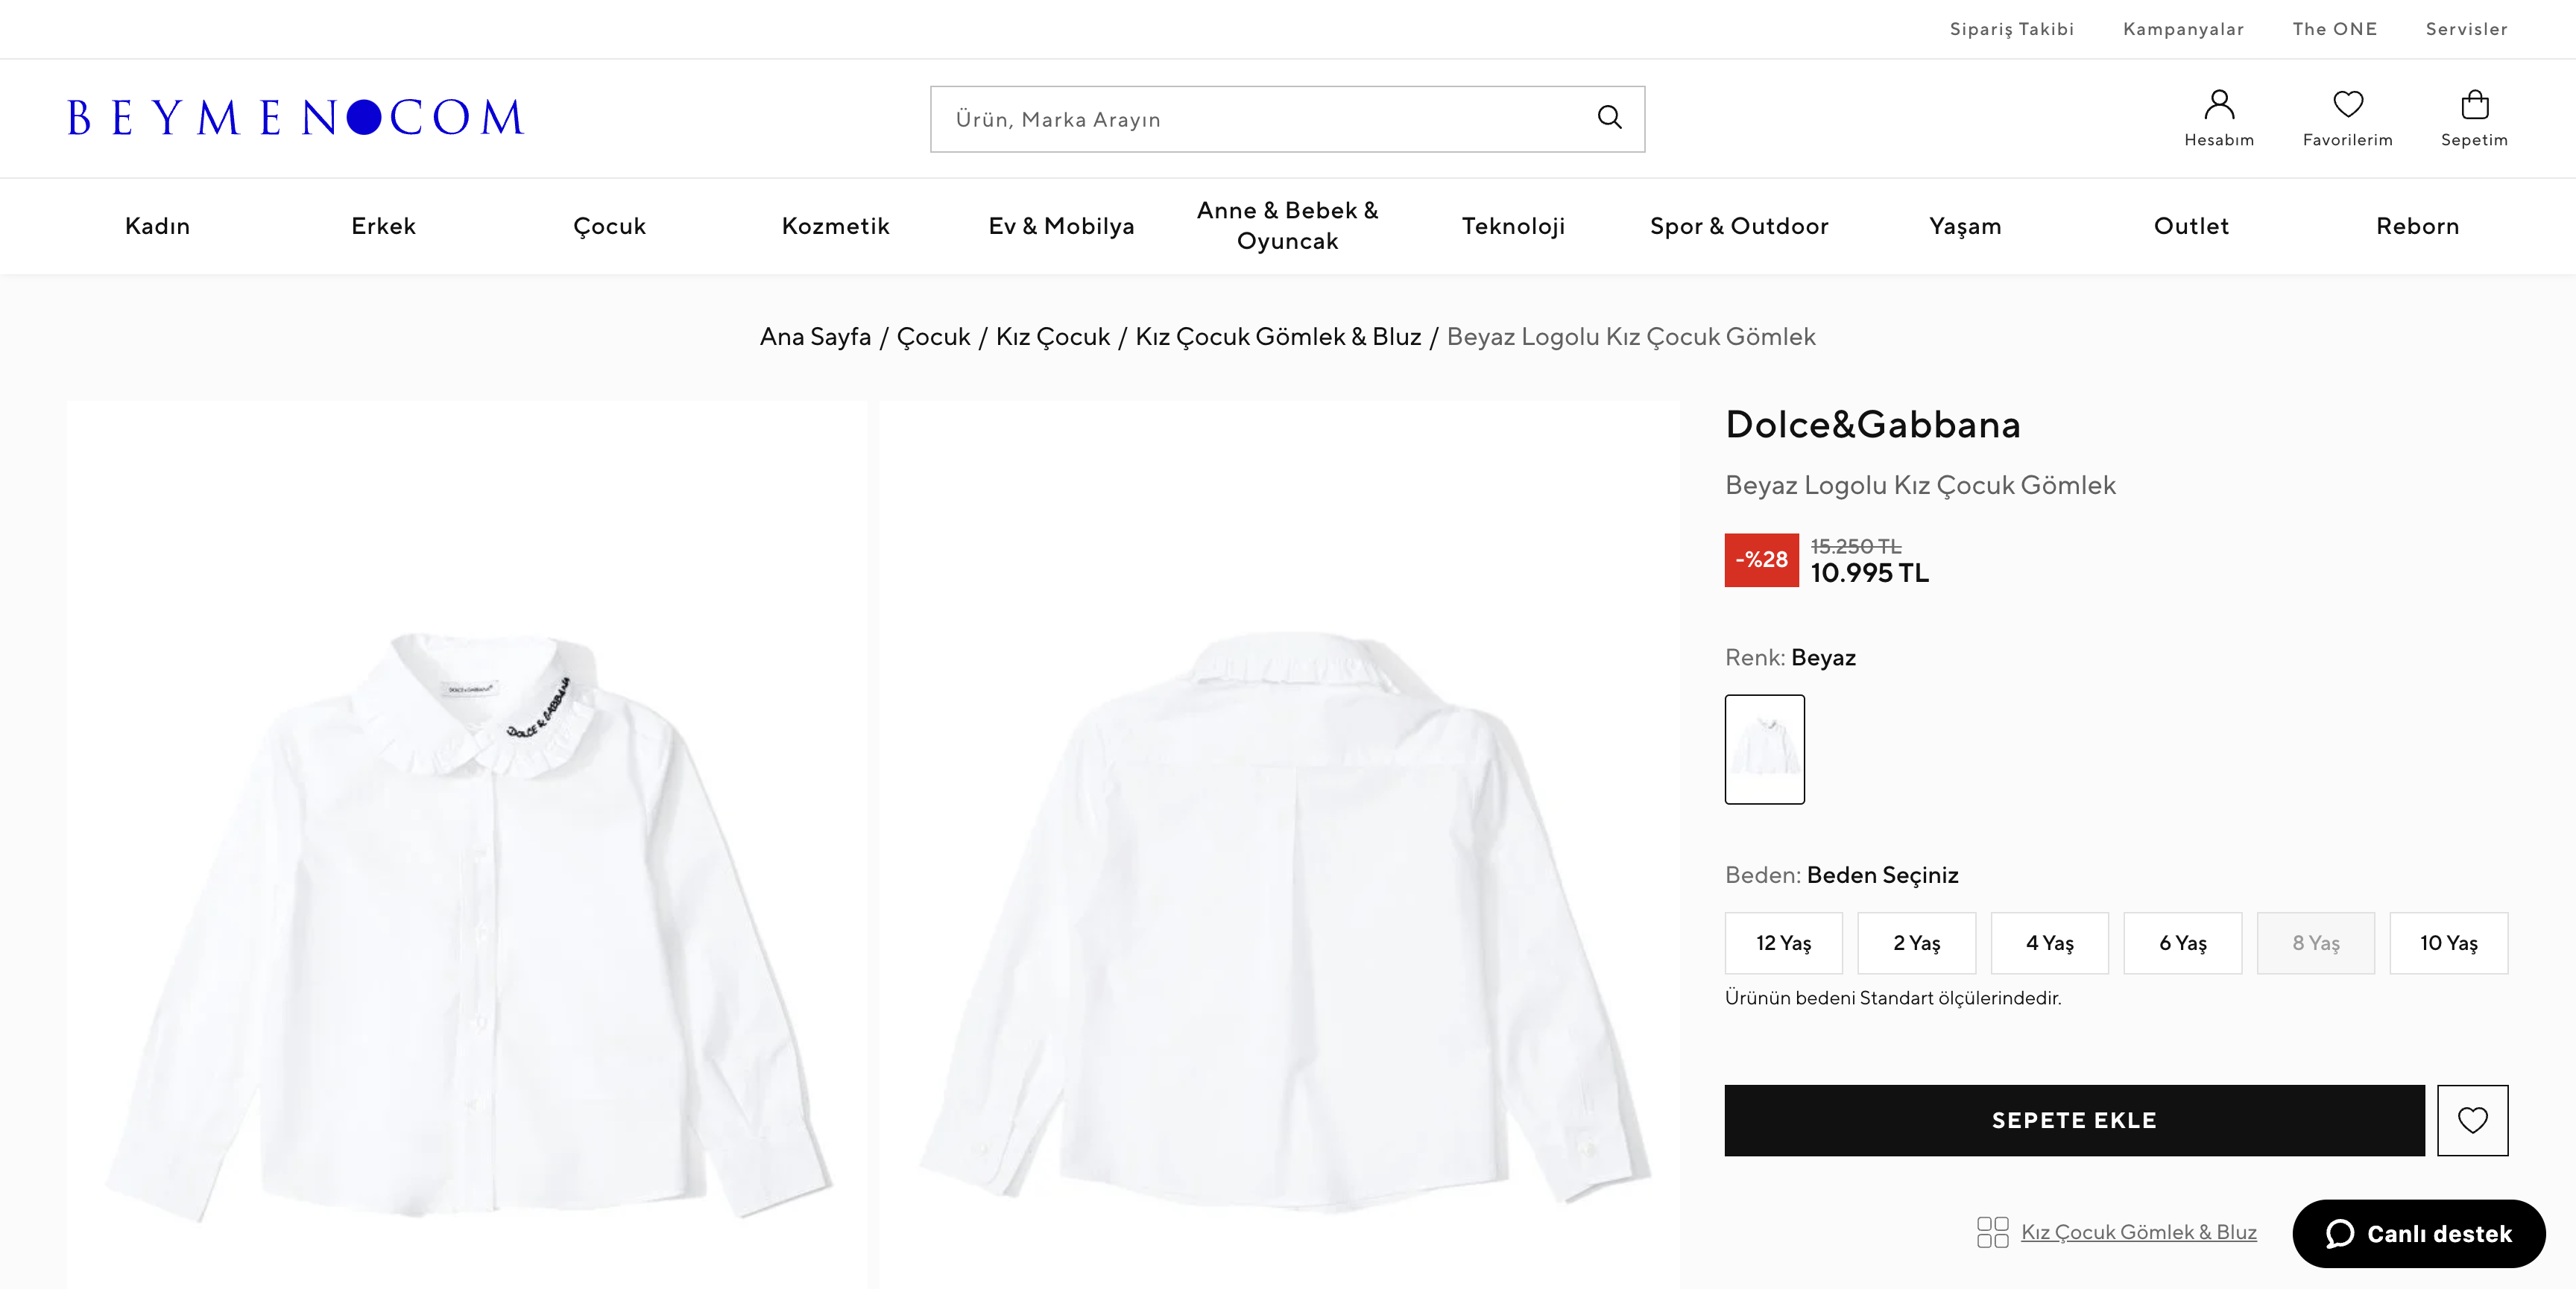 Sipariş Takibi Kampanyalar The ONE Servisler
BEYMEN COM
Ürün, Marka Arayın
Hesabım Favorilerim Sepetim
Kadın Erkek Çocuk Kozmetik Ev & Mobilya Anne & Bebek & Oyuncak Teknoloji Spor & Outdoor Yaşam Outlet Reborn
Ana Sayfa / Çocuk / Kız Çocuk / Kız Çocuk Gömlek & Bluz / Beyaz Logolu Kız Çocuk Gömlek
DOLCE & GABBANA
DOLCE & GABBANA
Dolce&Gabbana
Beyaz Logolu Kız Çocuk Gömlek
-%28
15.250 TL
10.995 TL
Renk: Beyaz
Beden: Beden Seçiniz
12 Yaş 2 Yaş 4 Yaş 6 Yaş 8 Yaş 10 Yaş
Ürünün bedeni Standart ölçülerindedir.
SEPETE EKLE
Kız Çocuk Gömlek & Bluz
Canlı destek